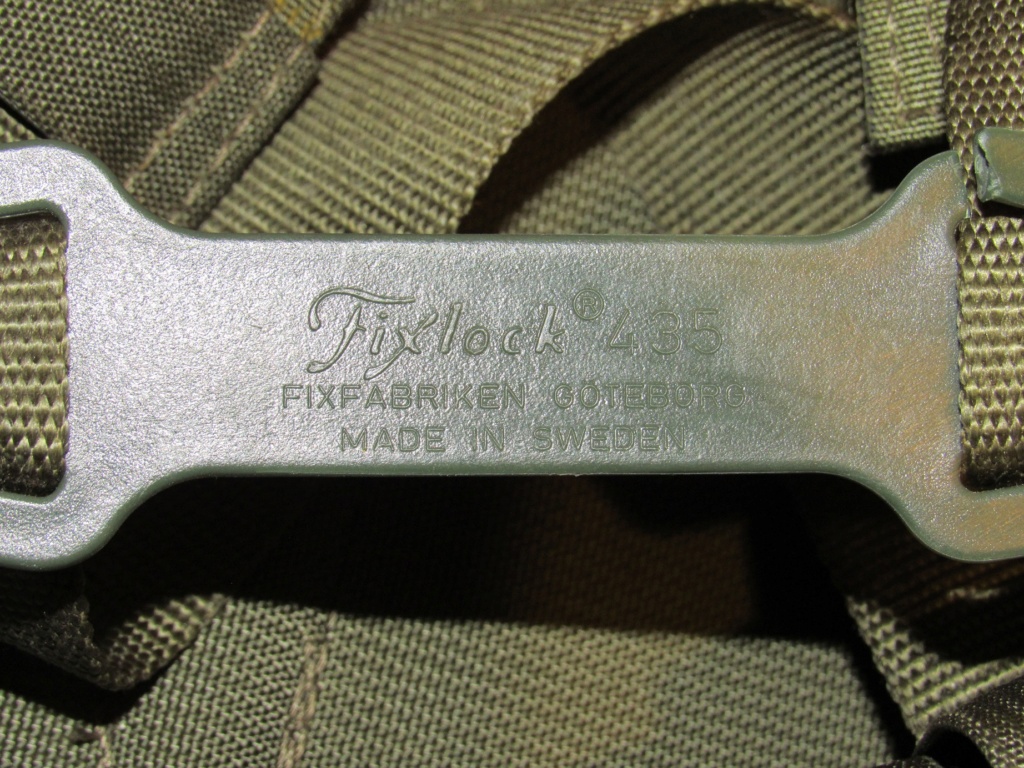 Fixlock® 435
FIXFABRIKEN GÖTEBORG
MADE IN SWEDEN